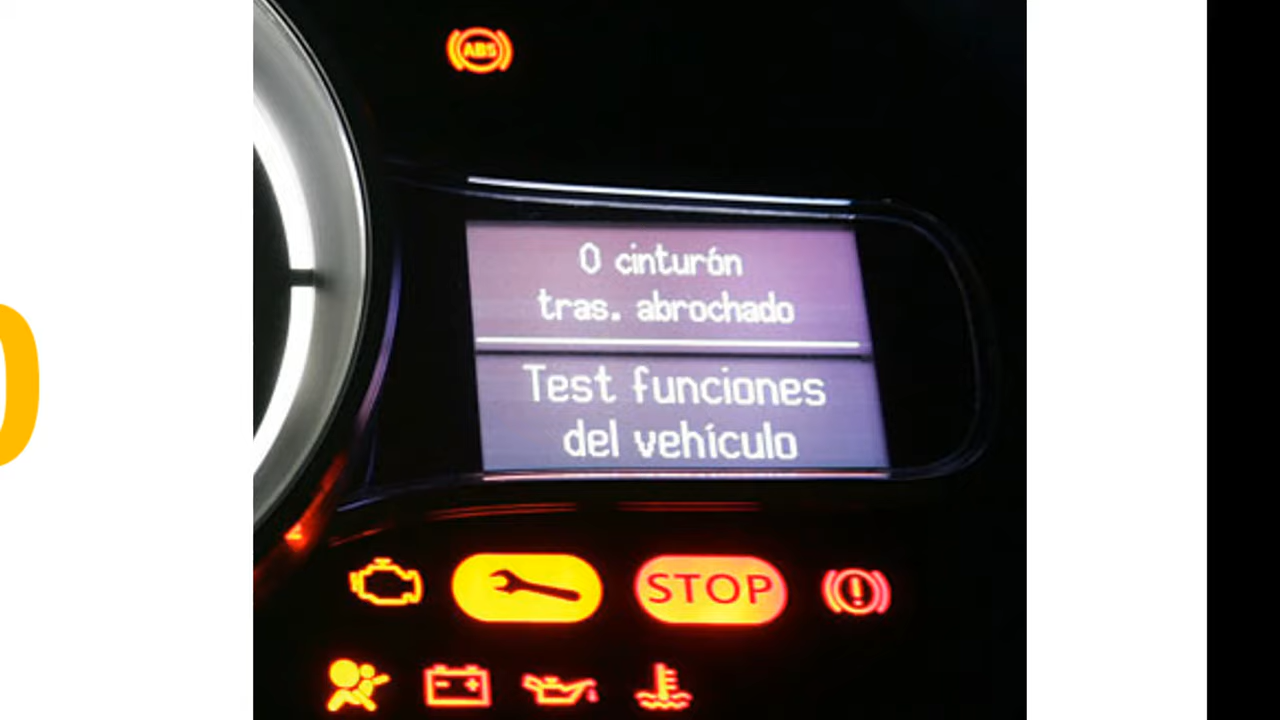 ABS
0 cinturón
tras. abrochado
Test funciones
del vehículo
STOP